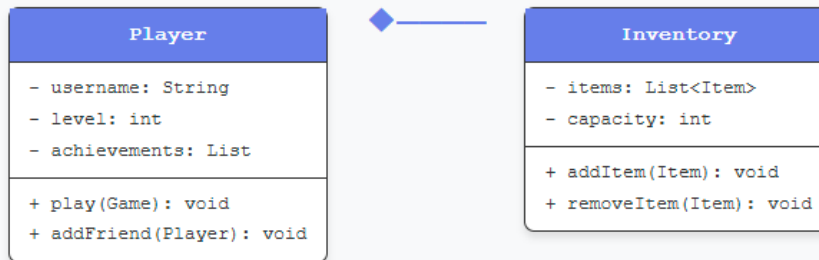 Player
- username: String
- level: int
- achievements: List
+ play(Game): void
+ addFriend(Player): void
Inventory
- items: List<Item>
- capacity: int
+ addItem(Item): void
+ removeItem(Item): void